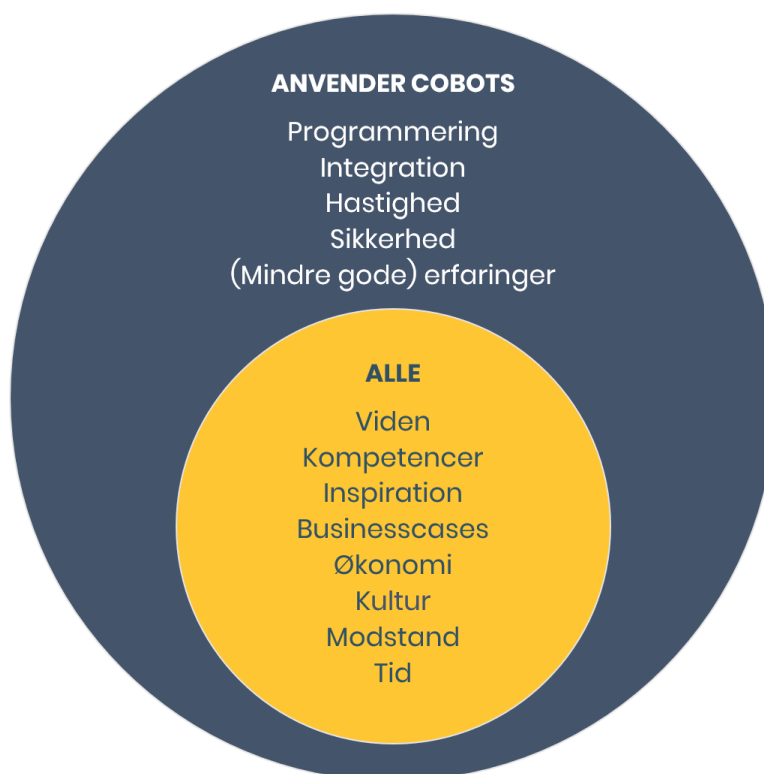 ANVENDER COBOTS
Programmering
Integration
Hastighed
Sikkerhed
(Mindre gode) erfaringer
ALLE
Viden
Kompetencer
Inspiration
Businesscases
Økonomi
Kultur
Modstand
Tid